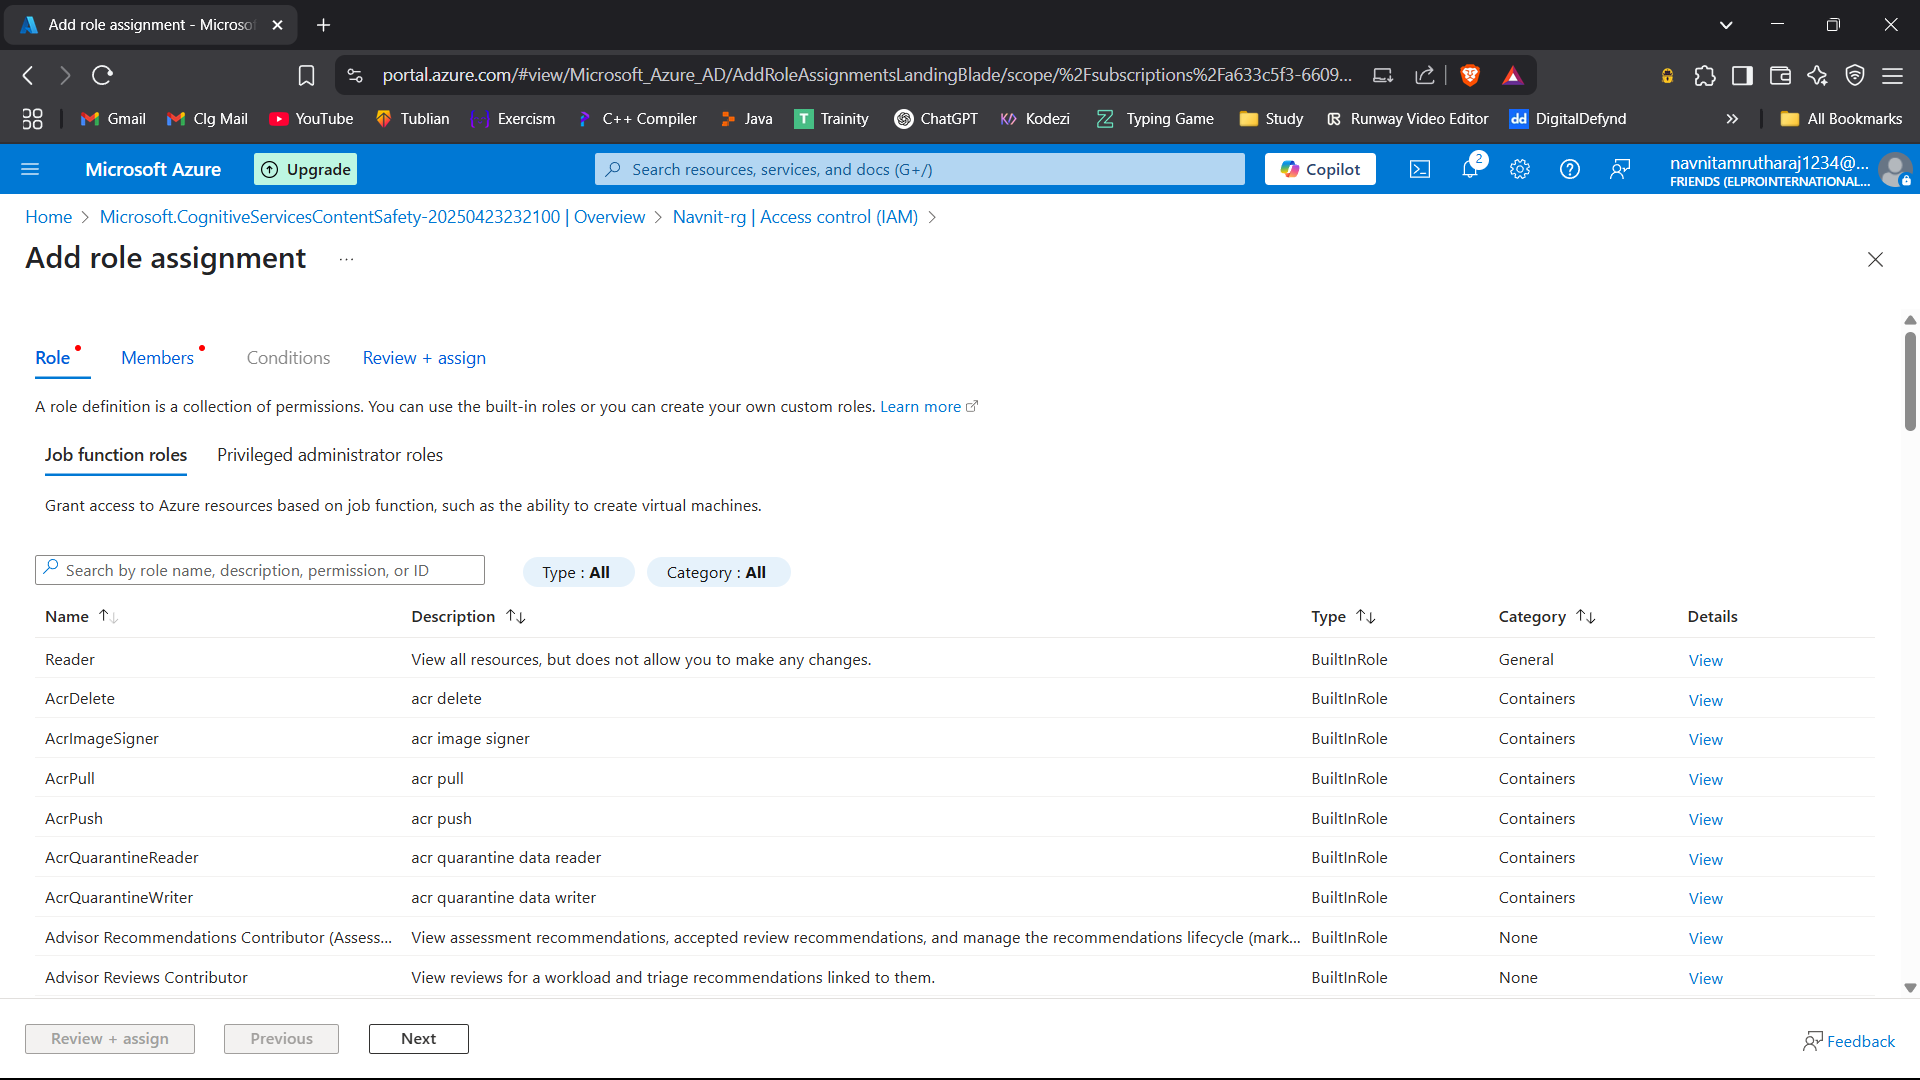 Add role assignment - Microso
portal.azure.com/#view/Microsoft_Azure_AD/AddRoleAssignmentsLandingBlade/scope/%2Fsubscriptions%2Fa633c5f3-6609...
Gmail Clg Mail YouTube Tublian Exercism C++ Compiler Java Trainity ChatGPT Kodezi Typing Game Study Runway Video Editor DigitalDefynd » All Bookmarks
Microsoft Azure Upgrade Search resources, services, and docs (G+/) Copilot 2 navnitamrutharaj1234@...
FRIENDS (ELPROINTERNATIONAL...
Home > Microsoft.CognitiveServicesContentSafety-20250423232100 | Overview > Navnit-rg | Access control (IAM) >
Add role assignment ...
Role Members Conditions Review + assign
A role definition is a collection of permissions. You can use the built-in roles or you can create your own custom roles. Learn more
Job function roles Privileged administrator roles
Grant access to Azure resources based on job function, such as the ability to create virtual machines.
Search by role name, description, permission, or ID Type : All Category : All
Name ↑↓ Description ↑↓ Type ↑↓ Category ↑↓ Details
Reader View all resources, but does not allow you to make any changes. BuiltInRole General View
AcrDelete acr delete BuiltInRole Containers View
AcrImageSigner acr image signer BuiltInRole Containers View
AcrPull acr pull BuiltInRole Containers View
AcrPush acr push BuiltInRole Containers View
AcrQuarantineReader acr quarantine data reader BuiltInRole Containers View
AcrQuarantineWriter acr quarantine data writer BuiltInRole Containers View
Advisor Recommendations Contributor (Assess... View assessment recommendations, accepted review recommendations, and manage the recommendations lifecycle (mark... BuiltInRole None View
Advisor Reviews Contributor View reviews for a workload and triage recommendations linked to them. BuiltInRole None View
Review + assign Previous Next Feedback